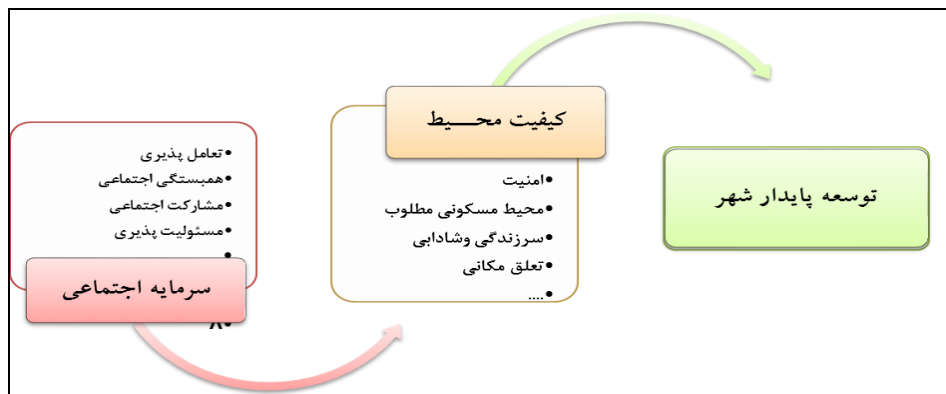 کیفیت محـــــیط
•تعامل پذیری
•همبستگی اجتماعی
•مشارکت اجتماعی
•مسئولیت پذیری
•
سرمایه اجتماعی
•امنیت
•محیط مسکونی مطلوب
•سرزندگی وشادابی
•تعلق مکانی
•....
توسعه پایدار شهر